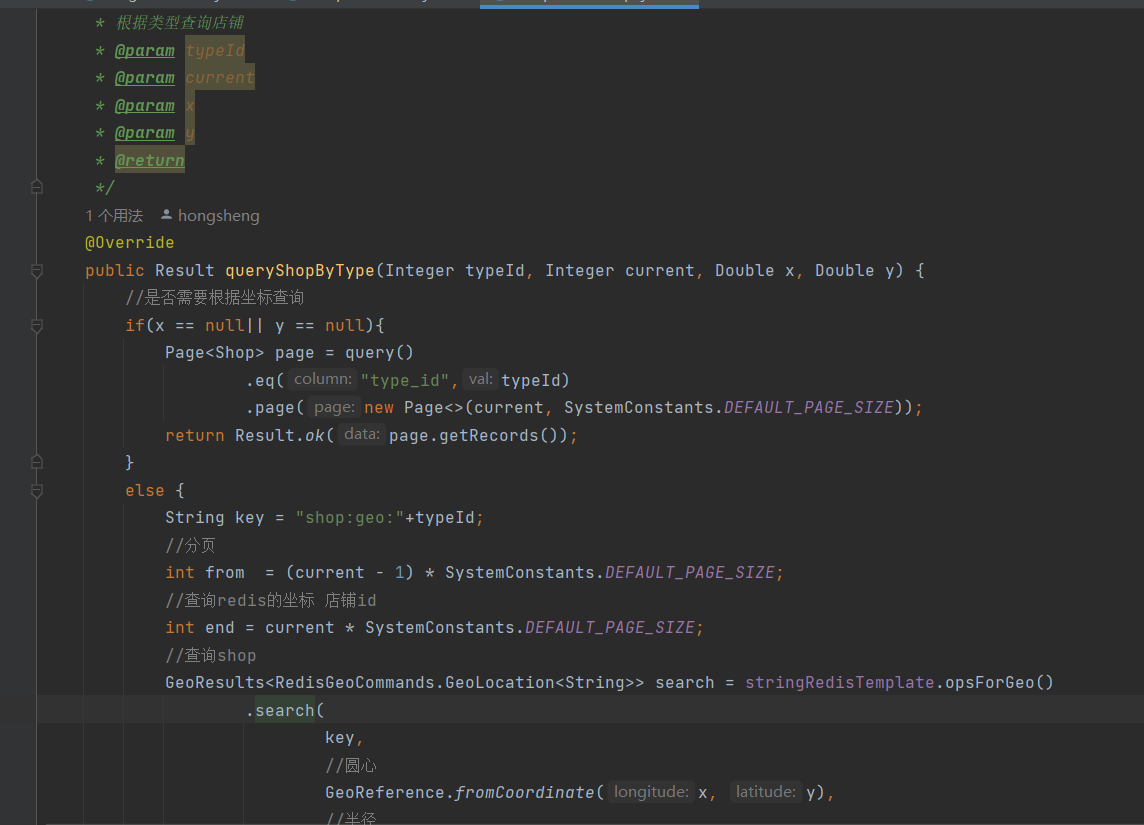 * 根据类型查询店铺
* @param typeId
* @param current
* @param x
* @param y
* @return
*/
1 个用法 hongsheng
@Override
public Result queryShopByType(Integer typeId, Integer current, Double x, Double y) {
//是否需要根据坐标查询
if(x == null|| y == null){
Page<Shop> page = query()
.eq( column: "type_id", val: typeId)
.page( page: new Page<>(current, SystemConstants.DEFAULT_PAGE_SIZE));
return Result.ok( data: page.getRecords());
}
else {
String key = "shop:geo:"+typeId;
//分页
int from  = (current - 1) * SystemConstants.DEFAULT_PAGE_SIZE;
//查询redis的坐标 店铺id
int end = current * SystemConstants.DEFAULT_PAGE_SIZE;
//查询shop
GeoResults<RedisGeoCommands.GeoLocation<String>> search = stringRedisTemplate.opsForGeo()
.search(
key,
//圆心
GeoReference.fromCoordinate( longitude: x, latitude: y),
//半径